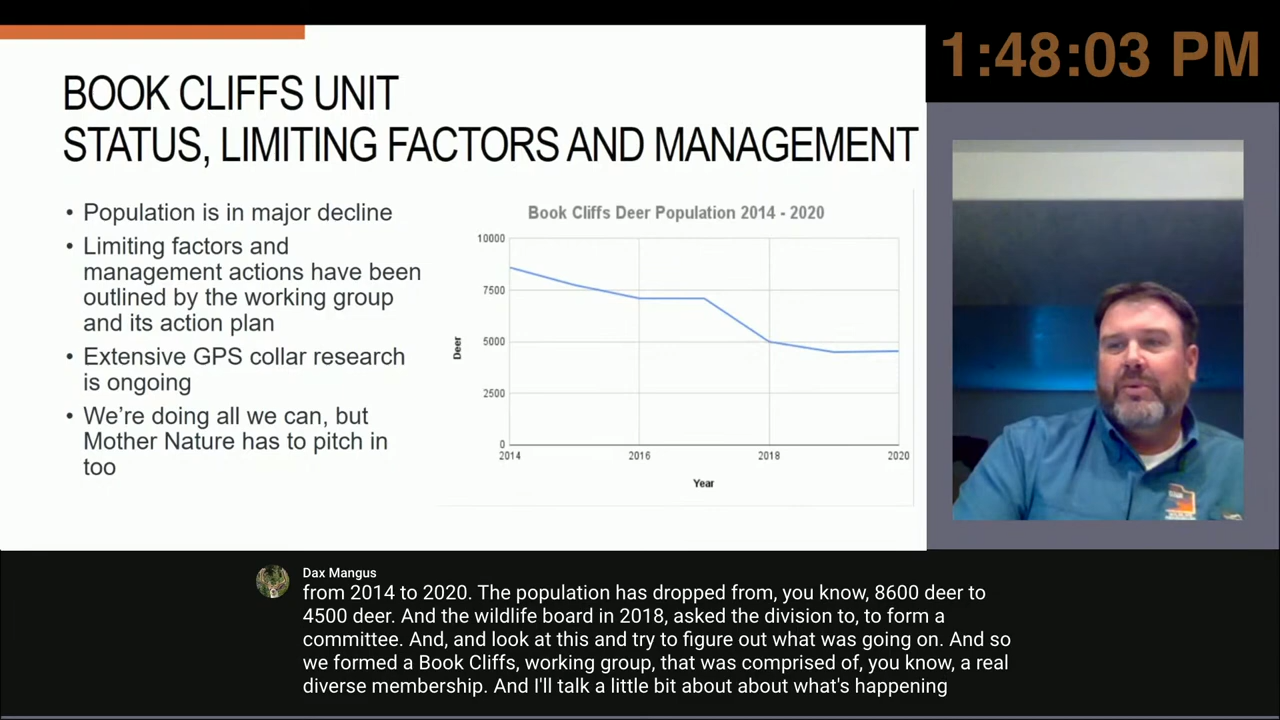 1:48:03 PM
BOOK CLIFFS UNIT
STATUS, LIMITING FACTORS AND MANAGEMENT
• Population is in major decline
• Limiting factors and
management actions have been
outlined by the working group
and its action plan
• Extensive GPS collar research
is ongoing
• We're doing all we can, but
Mother Nature has to pitch in
too
Book Cliffs Deer Population 2014 - 2020
10000
7500
5000
2500
0
Deer
2014
2016
2018
2020
Year
Dax Mangus
from 2014 to 2020. The population has dropped from, you know, 8600 deer to
4500 deer. And the wildlife board in 2018, asked the division to, to form a
committee. And, and look at this and try to figure out what was going on. And so
we formed a Book Cliffs, working group, that was comprised of, you know, a real
diverse membership. And I'll talk a little bit about about what's happening